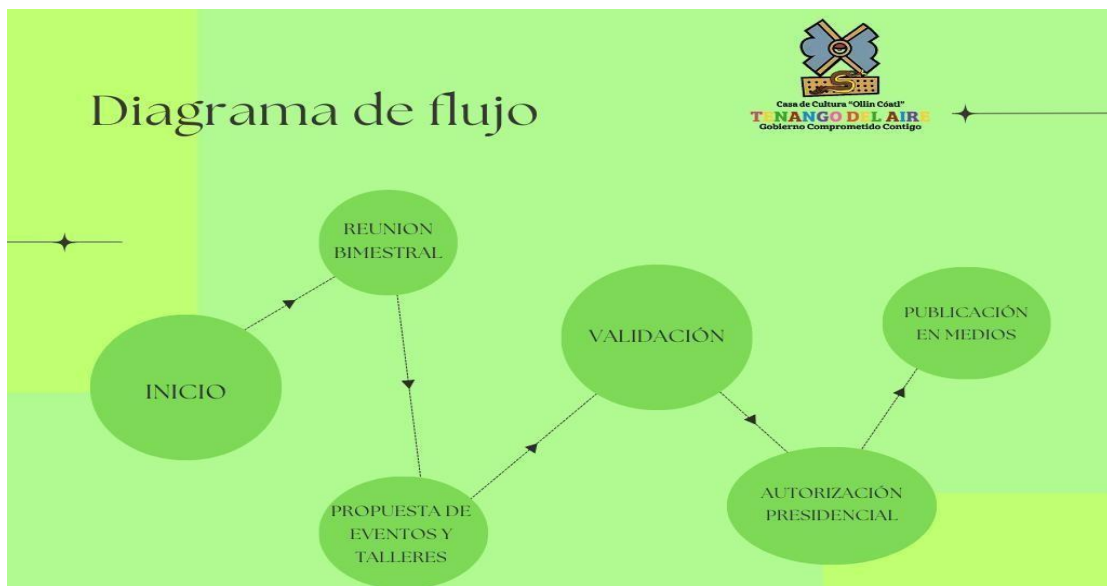 Diagrama de flujo
Casa de Cultura "Ollin Cóatl"
TENANGO DEL AIRE
Gobierno Comprometido Contigo
REUNION
BIMESTRAL
INICIO
PROPUESTA DE
EVENTOS Y
TALLERES
VALIDACIÓN
AUTORIZACIÓN
PRESIDENCIAL
PUBLICACIÓN
EN MEDIOS